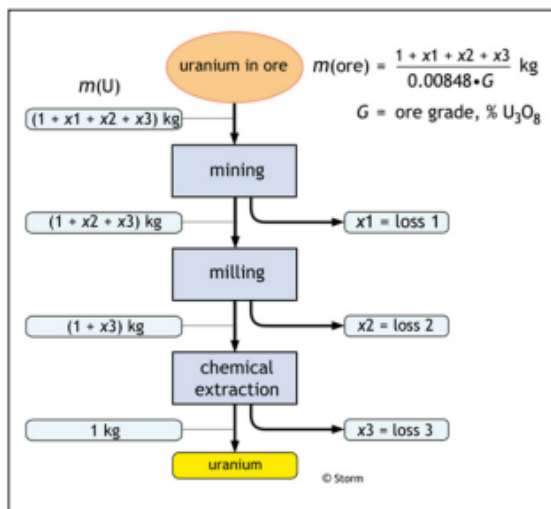 uranium in ore
m(ore) = 1 + x1 + x2 + x3 / 0.00848•G kg
G = ore grade, % U₃O₈
m(U)
(1 + x1 + x2 + x3) kg
mining
(1 + x2 + x3) kg
x1 = loss 1
milling
(1 + x3) kg
x2 = loss 2
chemical
extraction
1 kg
x3 = loss 3
uranium
© Storm